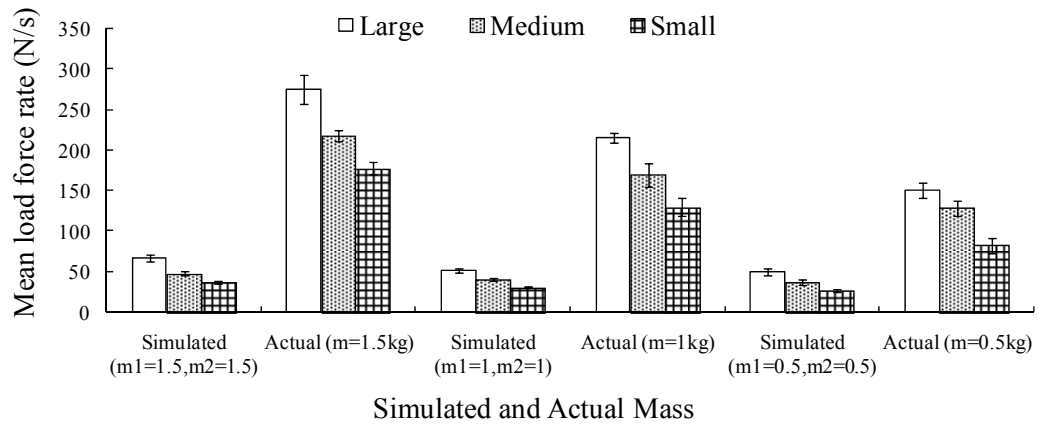 Large Medium Small
Mean load force rate (N/s)
350
300
250
200
150
100
50
0
Simulated Actual (m=1.5kg) Simulated Actual (m=1kg) Simulated Actual (m=0.5kg)
(m1=1.5,m2=1.5) (m1=1,m2=1) (m1=0.5,m2=0.5)
Simulated and Actual Mass